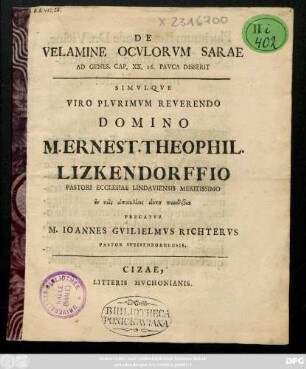 X 2316700
II i
402
DE
VELAMINE OCVLORVM SARAE
AD GENES. CAP. XX, 16. PAVCA DISSERIT
SIMVLQVE
VIRO PLVRIMVM REVERENDO
DOMINO
M. ERNEST. THEOPHIL.
LIZKENDORFFIO
PASTORI ECCLESIAE LINDAVIENSIS MERITISSIMO
PRECATVR
M. IOANNES GVILIELMVS RICHTERVS
PASTOR
CIZAE,
LITTERIS HVCHONIANIS.
BIBLIOTHECA
PONICKAVIANA